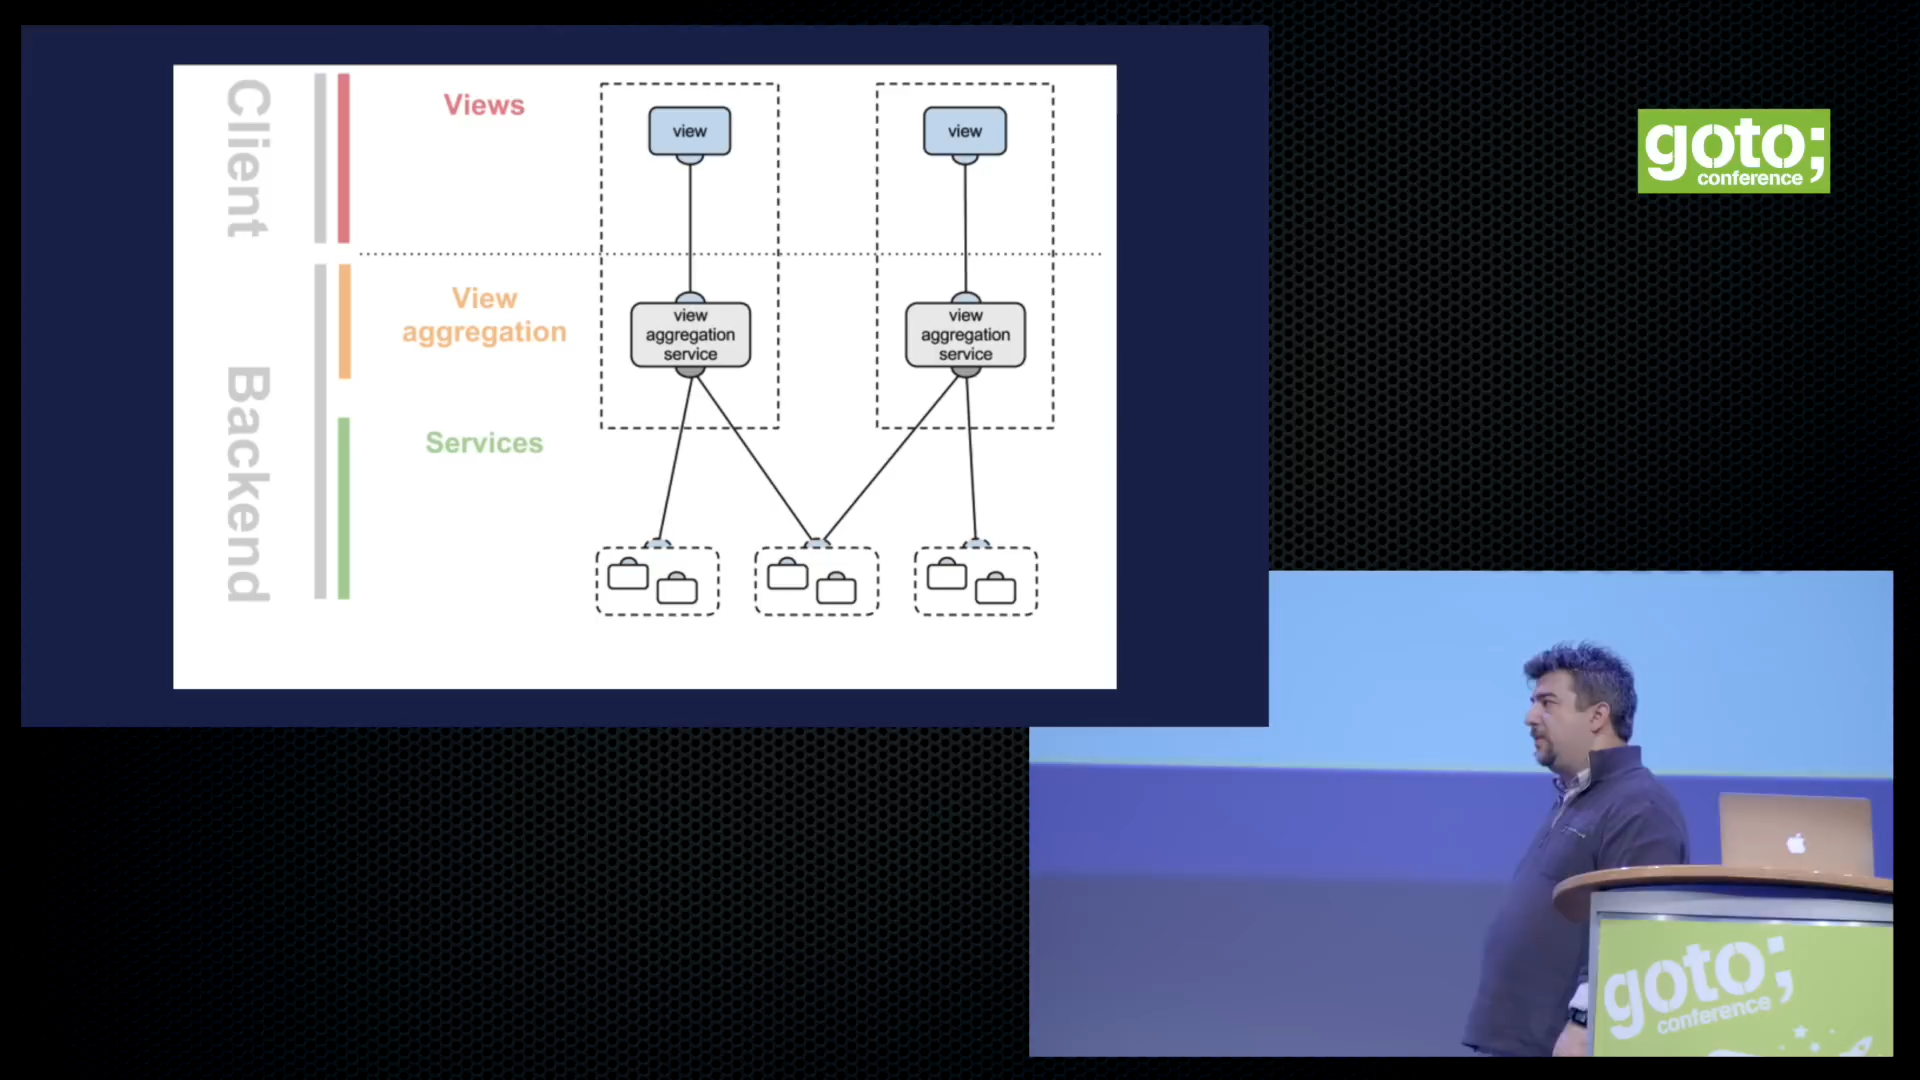 Client
Backend
Views
View
aggregation
Services
view
view
view
aggregation
service
view
aggregation
service
goto;
conference
goto;
conference